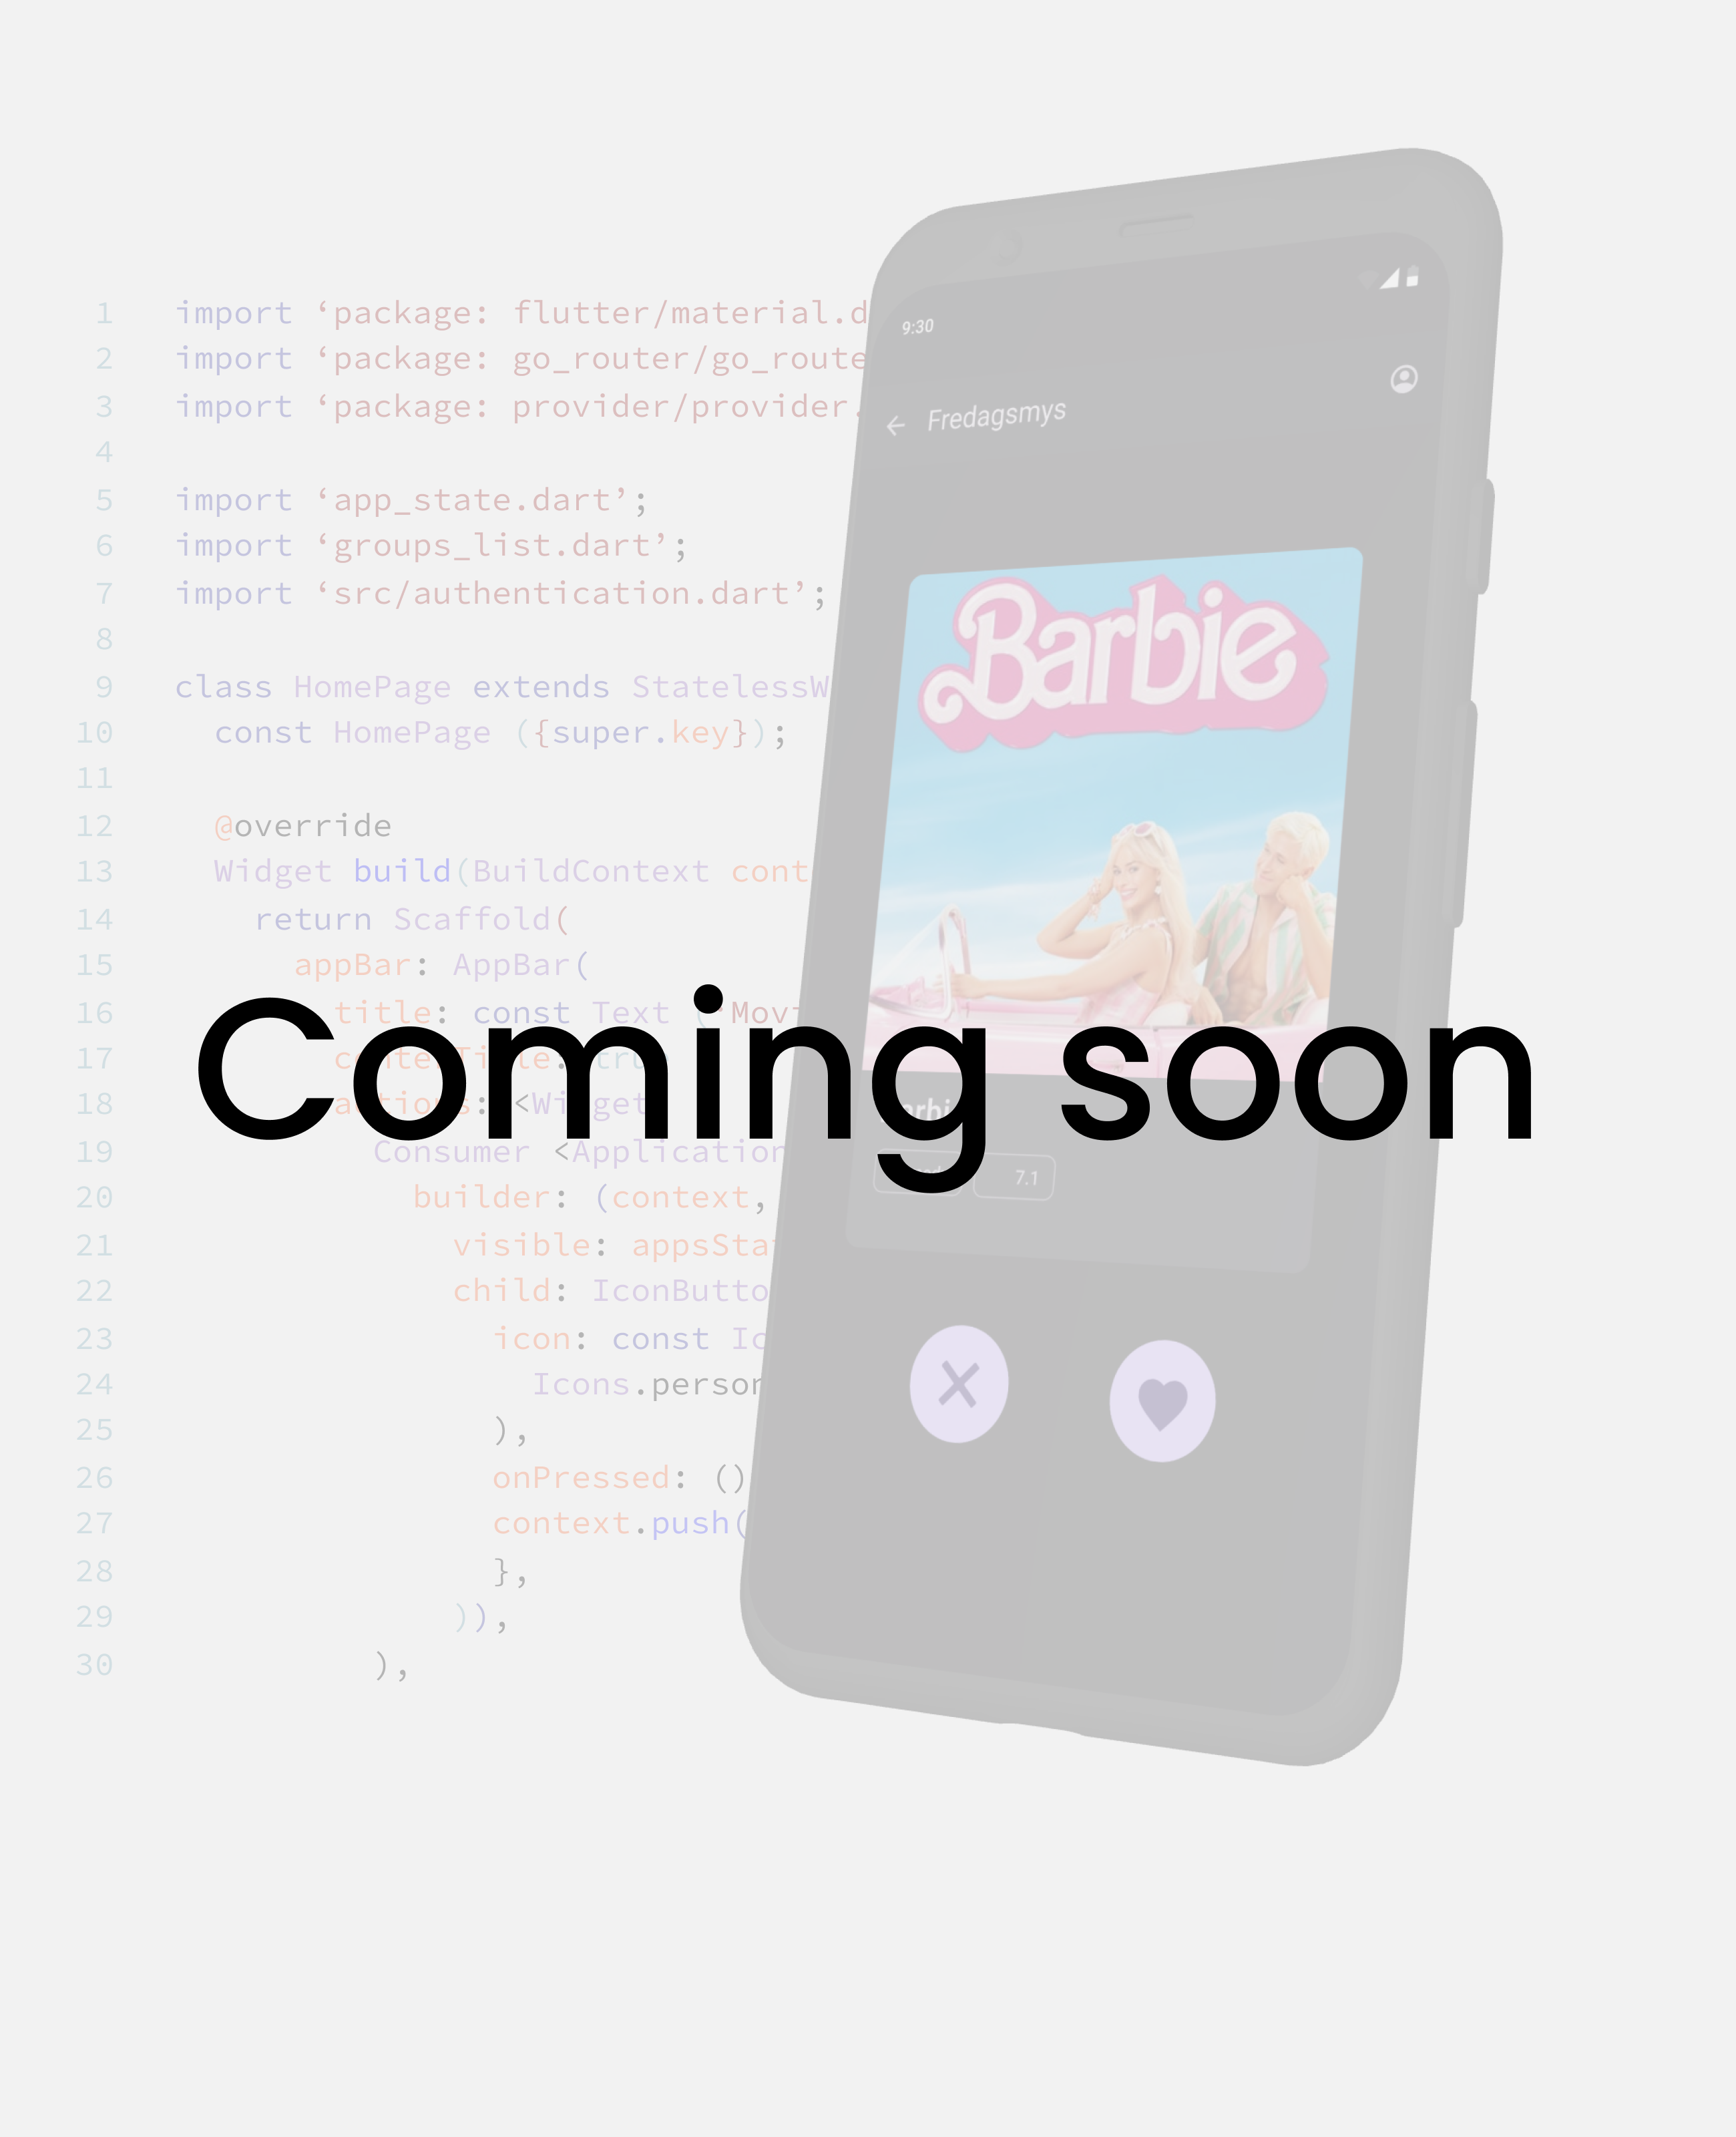 1 import ‘package: flutter/material.d
2 import ‘package: go_router/go_route
3 import ‘package: provider/provider.
4
5 import ‘app_state.dart’;
6 import ‘groups_list.dart’;
7 import ‘src/authentication.dart’;
8
9 class HomePage extends StatelessW
10 const HomePage ({super.key});
11
12 @override
13 Widget build(BuildContext cont
14 return Scaffold(
15 appBar: AppBar(
16 title: const Text (‘Movi
17
18 <Widget
19 Consumer <Application
20 builder: (context,
21 visible: appsSta
22 child: IconButto
23 icon: const Ic
24 Icons.person
25 ),
26 onPressed: ()
27 context.push(
28 },
29 )),
30 ),
Coming soon
9:30
Fredagsmys
Barbie
7.1